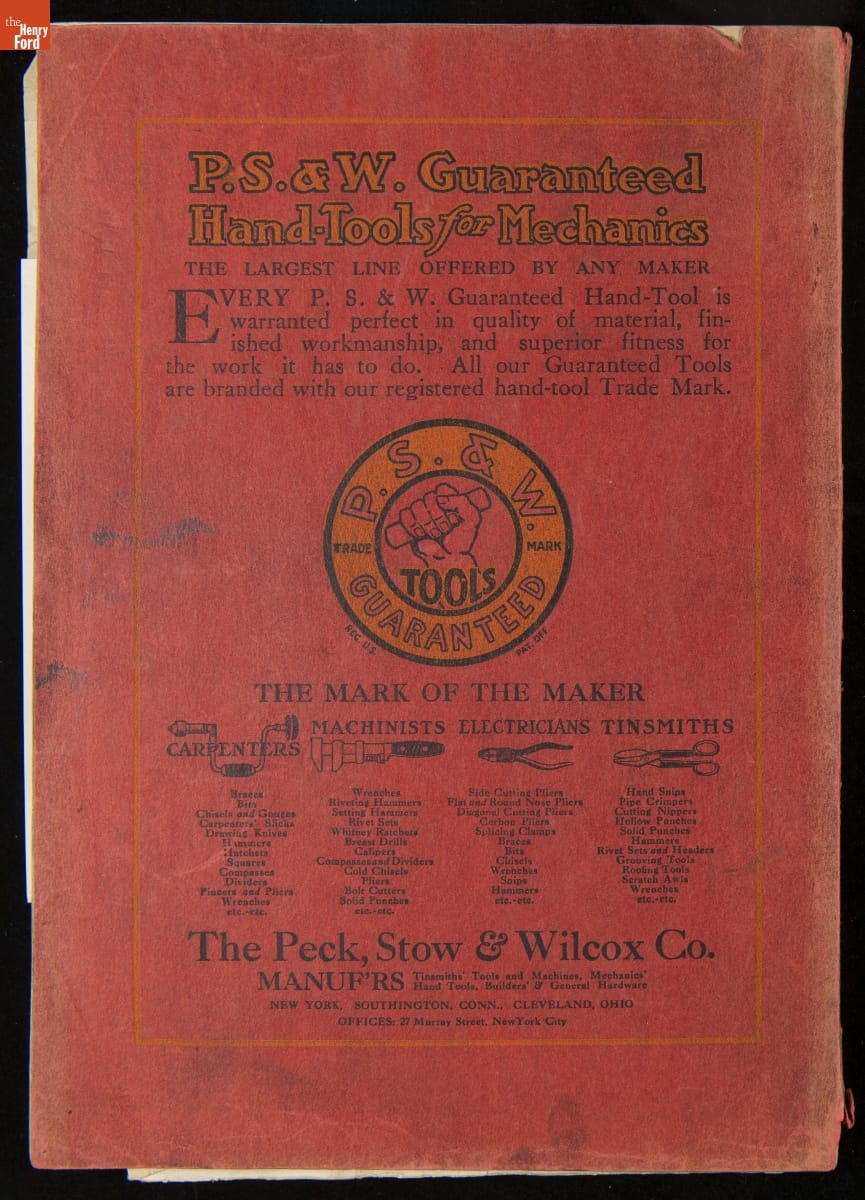 the
Henry
Ford
P. S. & W. Guaranteed
Hand-Tools for Mechanics
THE LARGEST LINE OFFERED BY ANY MAKER
EVERY P. S. & W. Guaranteed Hand-Tool is
warranted perfect in quality of material, fin-
ished workmanship, and superior fitness for
the work it has to do. All our Guaranteed Tools
are branded with our registered hand-tool Trade Mark.
P. S. & W.
TRADE MARK
TOOLS
GUARANTEED
REG. U.S. PAT. OFF.
THE MARK OF THE MAKER
CARPENTERS
Braces
Bits
Chisels and Gouges
Carpenters' Slicks
Drawing Knives
Hammers
Hatchets
Squares
Compasses
Dividers
Pincers and Pliers
Wrenches
etc.-etc.
MACHINISTS
Wrenches
Riveting Hammers
Setting Hammers
Rivet Sets
Whitney Ratchets
Breast Drills
Calipers
Compasses and Dividers
Cold Chisels
Pliers
Bolt Cutters
Solid Punches
etc.-etc.
ELECTRICIANS
Side Cutting Pliers
Flat and Round Nose Pliers
Diagonal Cutting Pliers
Carbon Pliers
Splicing Clamps
Braces
Bits
Chisels
Wrenches
Snips
Hammers
etc.-etc.
TINSMITHS
Hand Snips
Pipe Crimpers
Cutting Nippers
Hollow Punches
Solid Punches
Hammers
Rivet Sets and Headers
Grooving Tools
Roofing Tools
Scratch Awls
Wrenches
etc.-etc.
The Peck, Stow & Wilcox Co.
MANUF'RS Tinsmiths' Tools and Machines, Mechanics'
Hand Tools, Builders' & General Hardware
NEW YORK, SOUTHINGTON, CONN., CLEVELAND, OHIO
OFFICES: 27 Murray Street, New York City